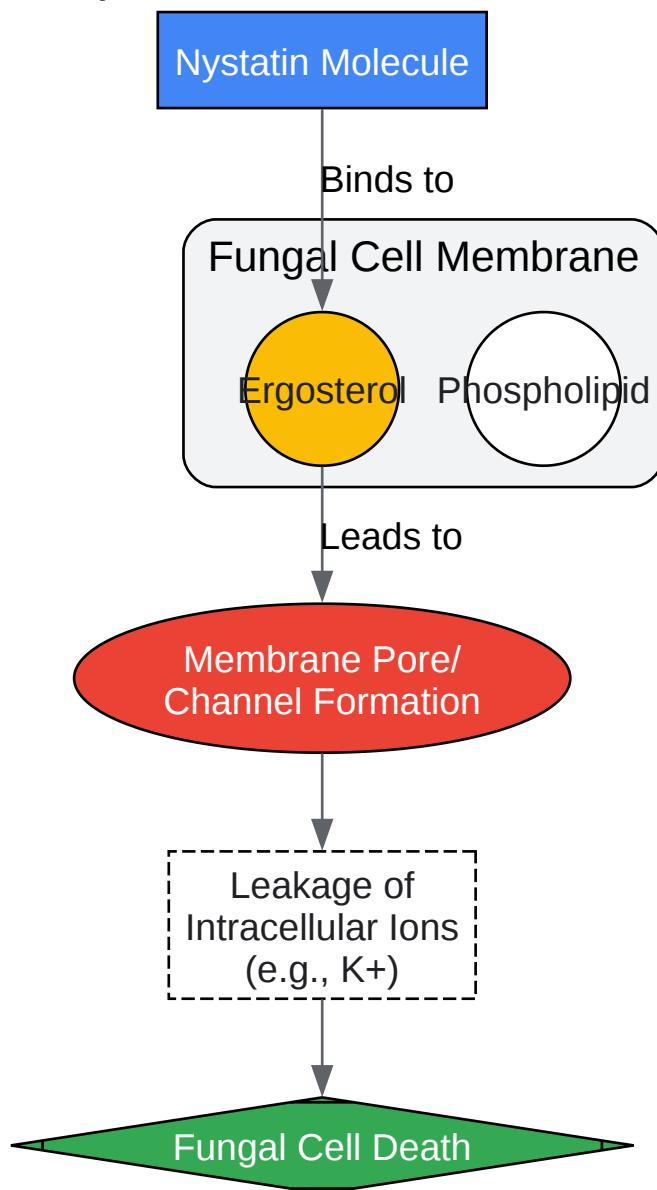 Nystatin Molecule
Binds to
Fungal Cell Membrane
Ergosterol
Phospholipid
Leads to
Membrane Pore/
Channel Formation
Leakage of
Intracellular Ions
(e.g., K+)
Fungal Cell Death